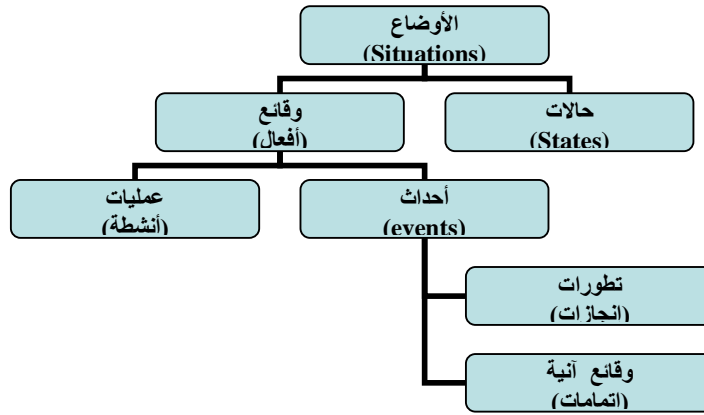 الأوضاع
(Situations)
وقائع
(أفعال)
حالات
(States)
عمليات
(أنشطة)
أحداث
(events)
تطورات
(انجازات)
وقائع آنية
(اتمامات)